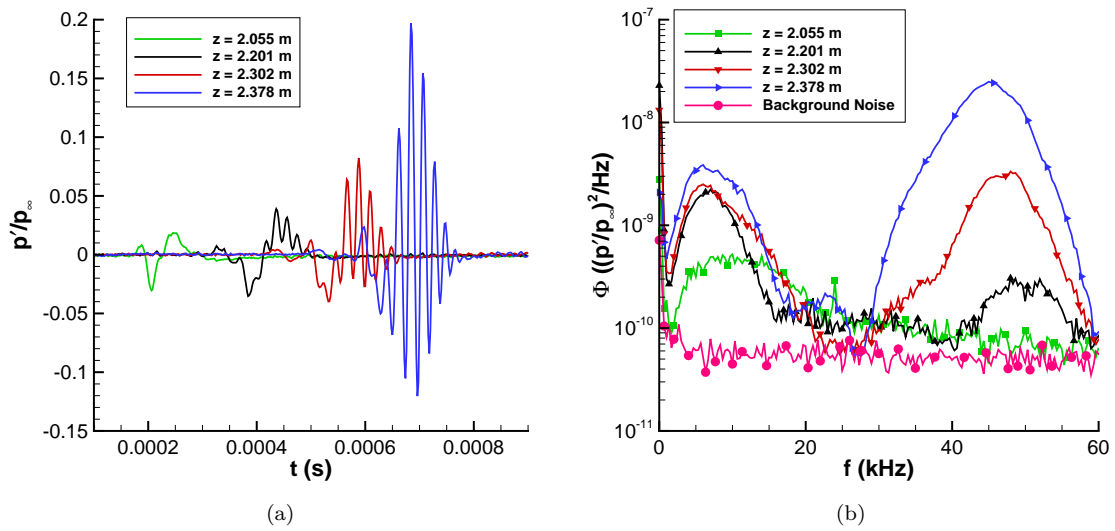 0.2
0.15
0.1
0.05
0
-0.05
-0.1
-0.15
p′/p∞
z = 2.055 m
z = 2.201 m
z = 2.302 m
z = 2.378 m
0.0002
0.0004
0.0006
0.0008
t (s)
(a)
10⁻⁷
10⁻⁸
10⁻⁹
10⁻¹⁰
10⁻¹¹
Φ ((p′/p∞)²/Hz)
z = 2.055 m
z = 2.201 m
z = 2.302 m
z = 2.378 m
Background Noise
0
20
40
60
f (kHz)
(b)